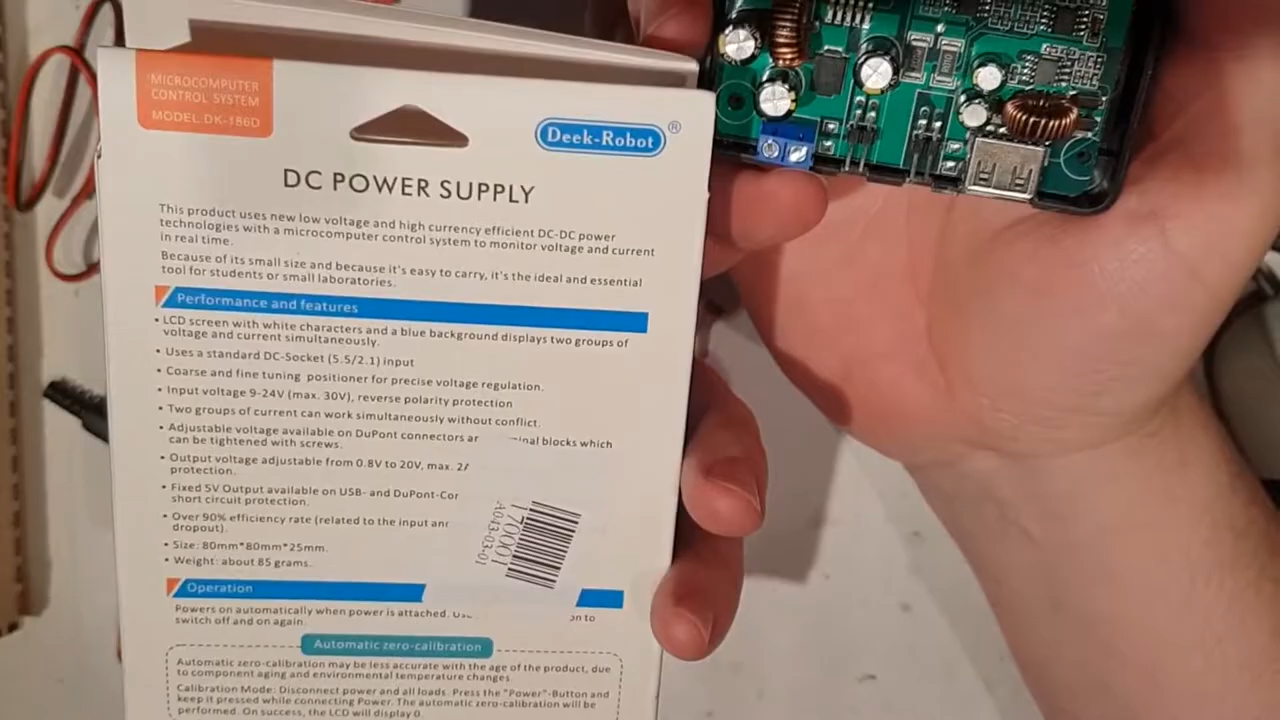 MICROCOMPUTER
CONTROL SYSTEM
MODEL:DK-186D
Deek-Robot®
DC POWER SUPPLY
This product uses new low voltage and high currency efficient DC-DC power
technologies with a microcomputer control system to monitor voltage and current
in real time.
Because of its small size and because it's easy to carry, it's the ideal and essential
tool for students or small laboratories.
Performance and features
• LCD screen with white characters and a blue background displays two groups of
voltage and current simultaneously.
• Uses a standard DC-Socket (5.5/2.1) input
• Coarse and fine tuning positioner for precise voltage regulation.
• Input voltage 9-24V (max. 30V), reverse polarity protection
• Two groups of current can work simultaneously without conflict.
• Adjustable voltage available on DuPont connectors blocks which
can be tightened with screws.
• Output voltage adjustable from 0.8V to 20V, max.
protection.
• Fixed 5V Output available on USB- and
short circuit protection.
• Over 90% efficiency rate (related to the input
dropout).
• Size: 80mm*80mm*25mm.
• Weight: about 85 grams.
170001
A043-03-01
Operation
Powers on automatically when power is attached. to
switch off and on again.
Automatic zero-calibration
Automatic zero-calibration may be less accurate with the age of the product, due
to component aging and environmental temperature changes.
Calibration Mode: Disconnect power and all loads. Press the "Power"-Button and
keep it pressed while connecting Power. The automatic zero-calibration will be
performed. On success, the LCD will display 0.